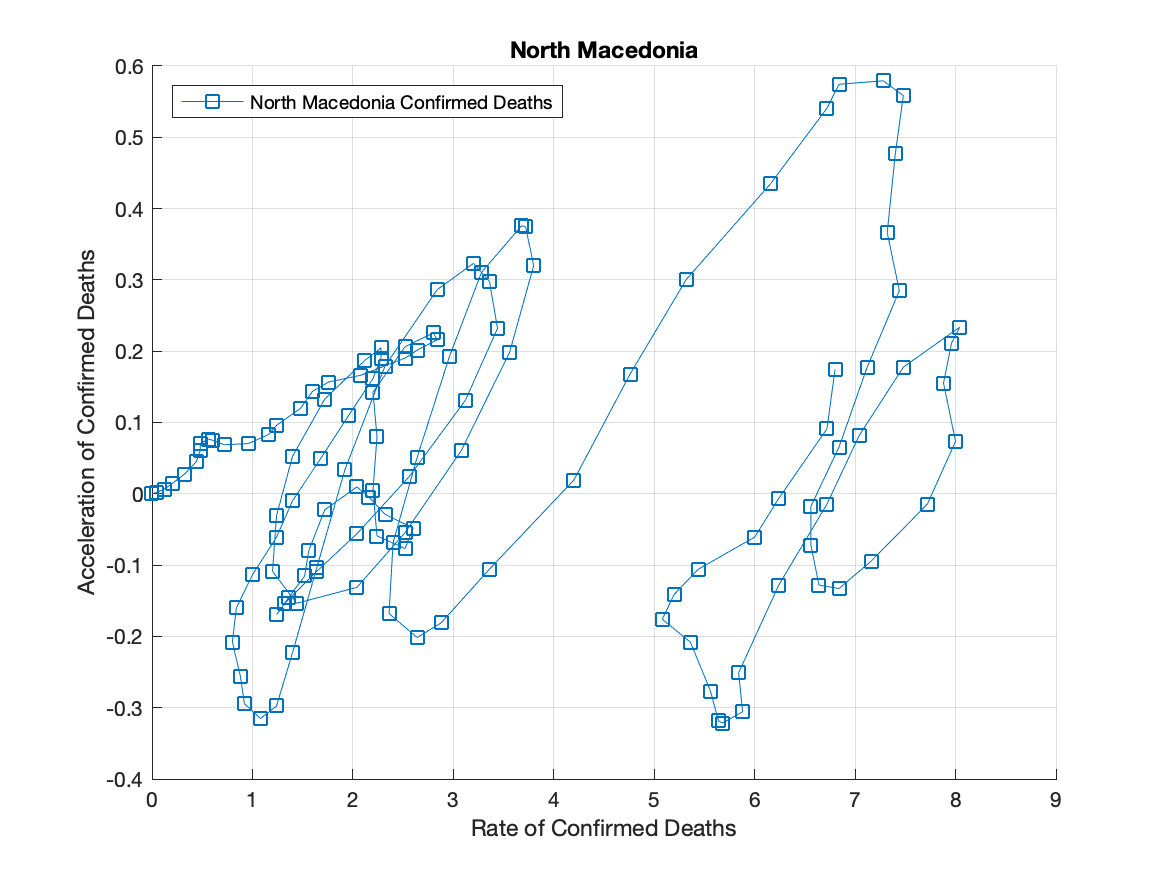 North Macedonia
North Macedonia Confirmed Deaths
0.6
0.5
0.4
0.3
0.2
0.1
0
-0.1
-0.2
-0.3
-0.4
Acceleration of Confirmed Deaths
0 1 2 3 4 5 6 7 8 9
Rate of Confirmed Deaths